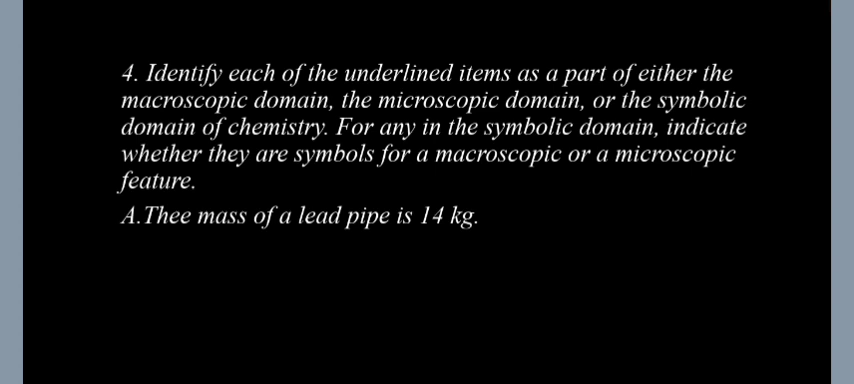 4. Identify each of the underlined items as a part of either the
macroscopic domain, the microscopic domain, or the symbolic
domain of chemistry. For any in the symbolic domain, indicate
whether they are symbols for a macroscopic or a microscopic
feature.
A.Thee mass of a lead pipe is 14 kg.